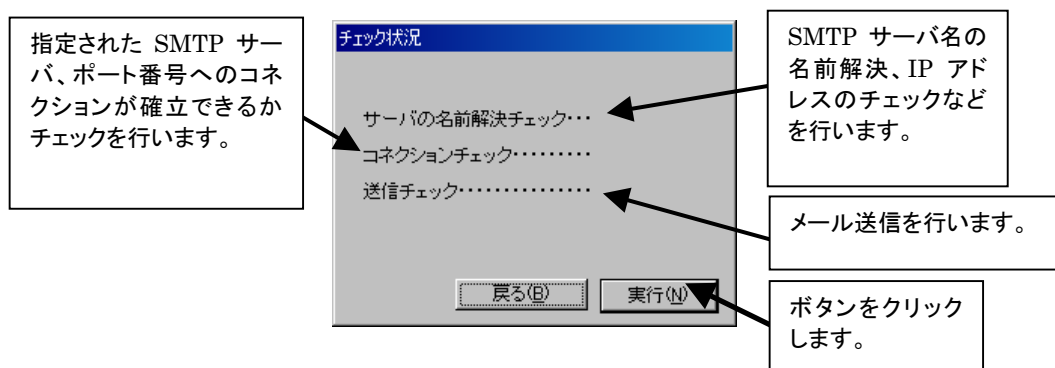 指定された SMTP サー
バ、ポート番号へのコネ
クションが確立できるか
チェックを行います。
チェック状況
サーバの名前解決チェック・・・
コネクションチェック・・・・・・・・・
送信チェック・・・・・・・・・・・・・・・
戻る(B)
実行(N)
SMTP サーバ名の
名前解決、IP アド
レスのチェックなど
を行います。
メール送信を行います。
ボタンをクリック
します。